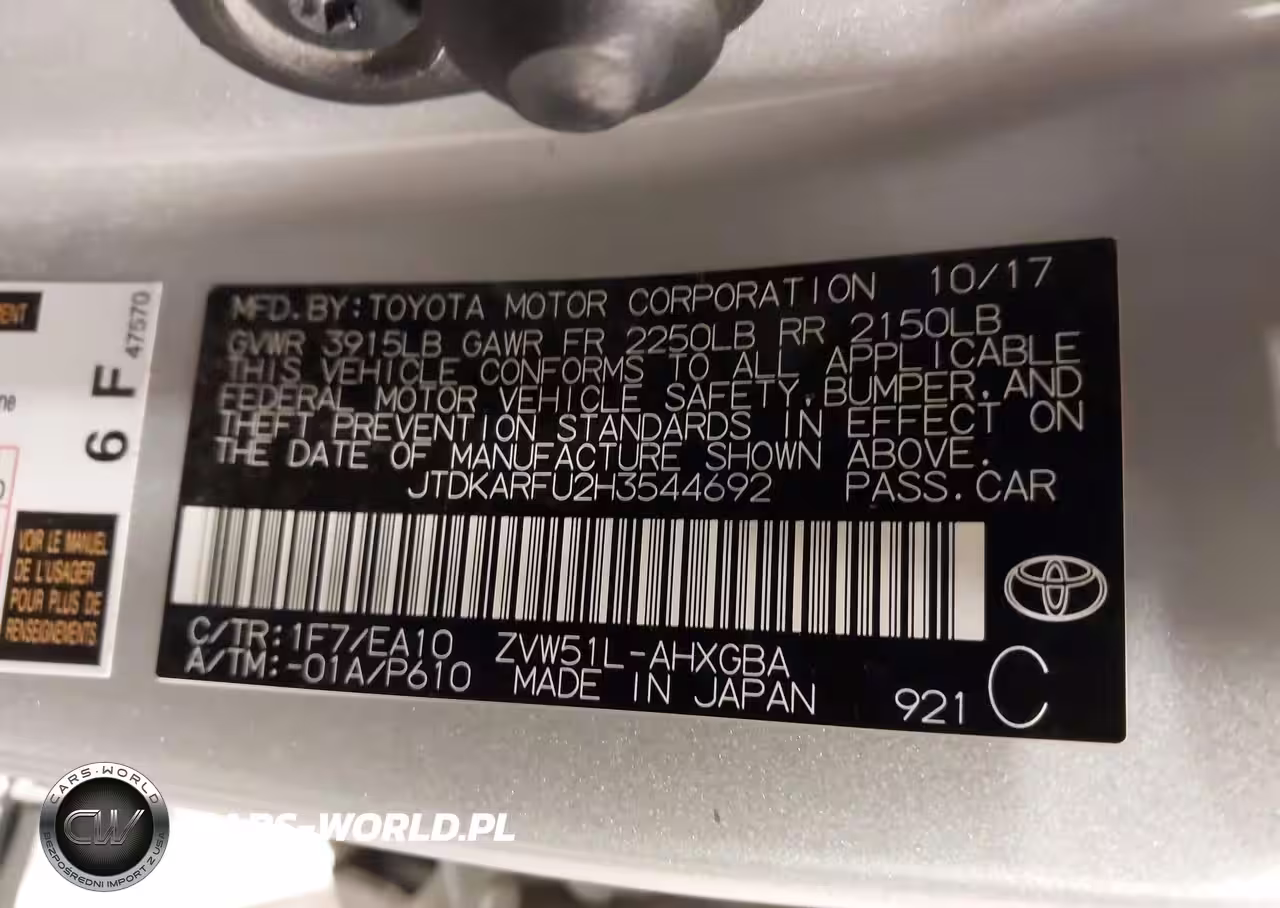 MFD.BY:TOYOTA MOTOR CORPORATION 10/17
GVWR 3915LB GAWR FR 2250LB RR 2150LB
THIS VEHICLE CONFORMS TO ALL APPLICABLE
FEDERAL MOTOR VEHICLE SAFETY,BUMPER,AND
THEFT PREVENTION STANDARDS IN EFFECT ON
THE DATE OF MANUFACTURE SHOWN ABOVE.
JTDKARFU2H3544692 PASS.CAR
C/TR:1F7/EA10 ZVW51L-AHXGBA
A/TM:-01A/P610 MADE IN JAPAN 921 C
47570
6 F
VOIR LE MANUEL
DE L'USAGER
POUR PLUS DE
RENSEIGNEMENTS
CARS-WORLD
CW
BEZPOŚREDNI IMPORT Z USA
CARS-WORLD.PL